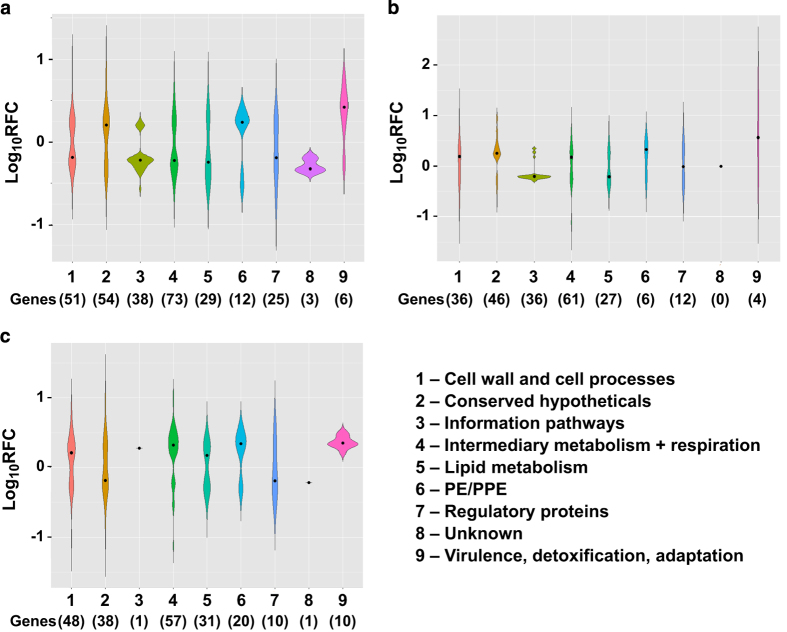 a
Log10RFC
1
0
-1
1 2 3 4 5 6 7 8 9
Genes (51) (54) (38) (73) (29) (12) (25) (3) (6)
b
Log10RFC
2
1
0
-1
1 2 3 4 5 6 7 8 9
Genes (36) (46) (36) (61) (27) (6) (12) (0) (4)
c
Log10RFC
1
0
-1
1 2 3 4 5 6 7 8 9
Genes (48) (38) (1) (57) (31) (20) (10) (1) (10)
1 – Cell wall and cell processes
2 – Conserved hypotheticals
3 – Information pathways
4 – Intermediary metabolism + respiration
5 – Lipid metabolism
6 – PE/PPE
7 – Regulatory proteins
8 – Unknown
9 – Virulence, detoxification, adaptation